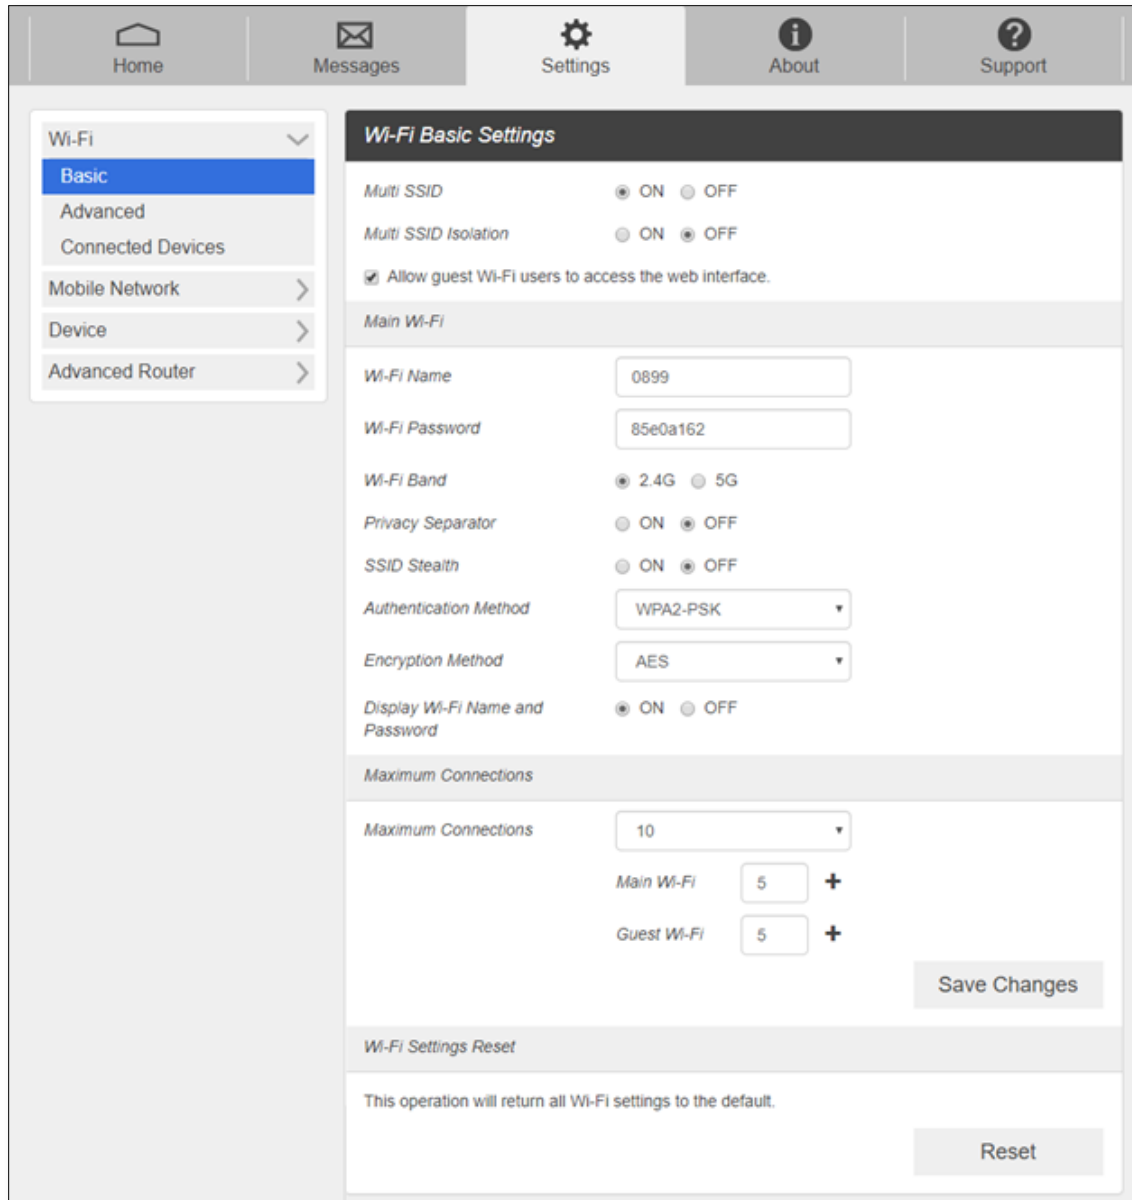 Home Messages Settings About Support
Wi-Fi
Basic
Advanced
Connected Devices
Mobile Network
Device
Advanced Router
Wi-Fi Basic Settings
Multi SSID ON OFF
Multi SSID Isolation ON OFF
Allow guest Wi-Fi users to access the web interface.
Main Wi-Fi
Wi-Fi Name 0899
Wi-Fi Password 85e0a162
Wi-Fi Band 2.4G 5G
Privacy Separator ON OFF
SSID Stealth ON OFF
Authentication Method WPA2-PSK
Encryption Method AES
Display Wi-Fi Name and ON OFF
Password
Maximum Connections
Maximum Connections 10
Main Wi-Fi 5 +
Guest Wi-Fi 5 +
Save Changes
Wi-Fi Settings Reset
This operation will return all Wi-Fi settings to the default.
Reset